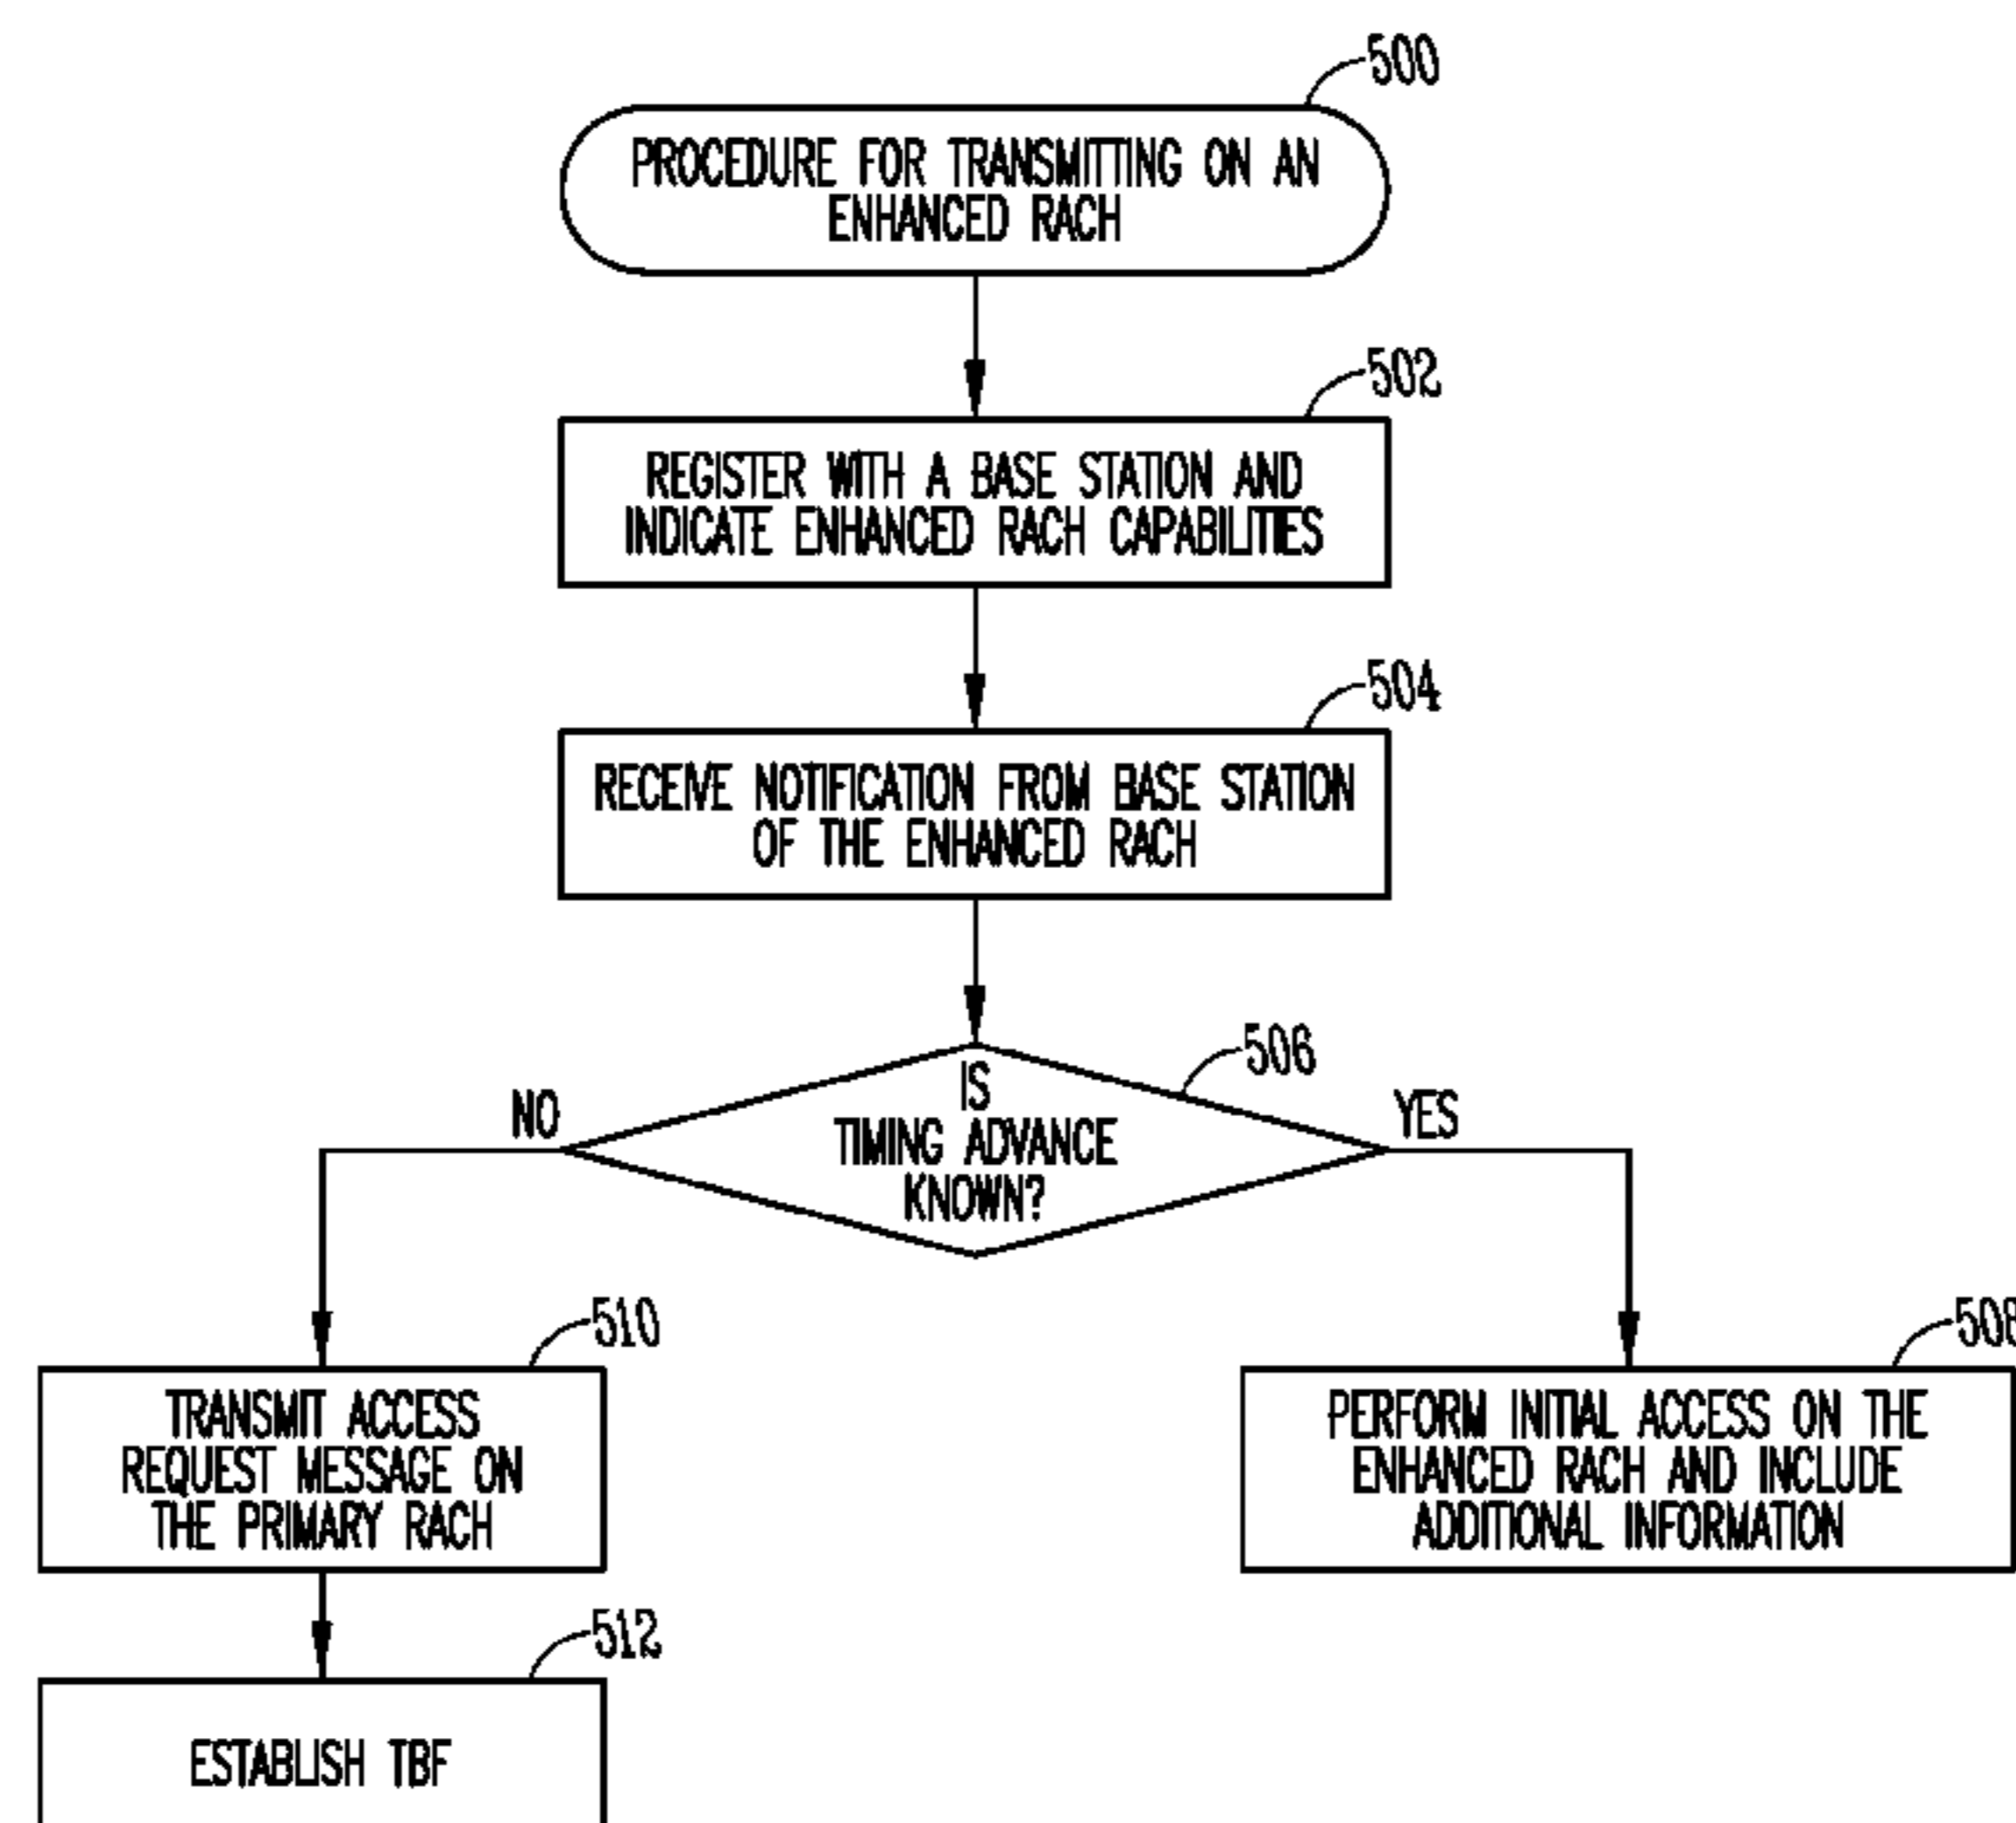 500
PROCEDURE FOR TRANSMITTING ON AN
ENHANCED RACH
502
REGISTER WITH A BASE STATION AND
INDICATE ENHANCED RACH CAPABILITIES
504
RECEIVE NOTIFICATION FROM BASE STATION
OF THE ENHANCED RACH
506
IS
TIMING ADVANCE
KNOWN?
NO
YES
510
TRANSMIT ACCESS
REQUEST MESSAGE ON
THE PRIMARY RACH
508
PERFORM INITIAL ACCESS ON THE
ENHANCED RACH AND INCLUDE
ADDITIONAL INFORMATION
512
ESTABLISH TBF